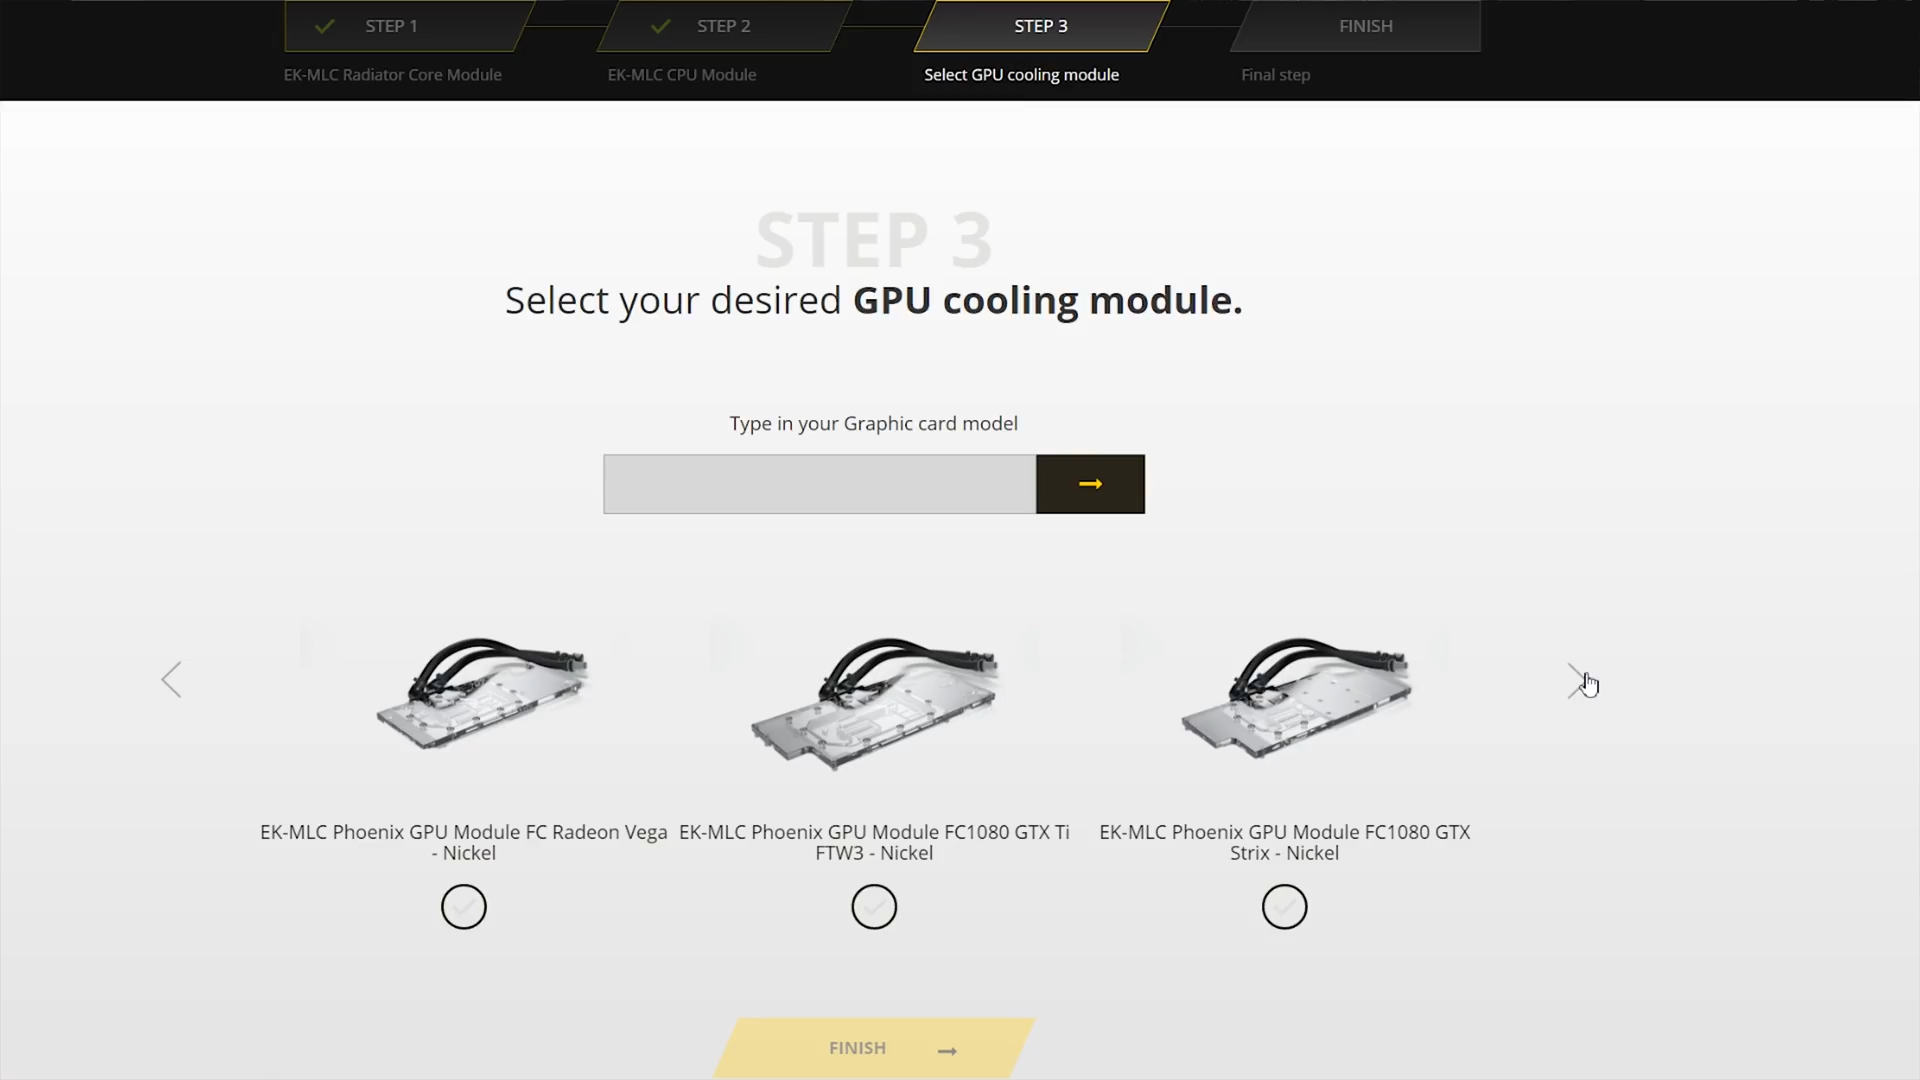 STEP 1
STEP 2
STEP 3
FINISH
EK-MLC Radiator Core Module
EK-MLC CPU Module
Select GPU cooling module
Final step
STEP 3
Select your desired GPU cooling module.
Type in your Graphic card model
EK-MLC Phoenix GPU Module FC Radeon Vega
- Nickel
EK-MLC Phoenix GPU Module FC1080 GTX Ti
FTW3 - Nickel
EK-MLC Phoenix GPU Module FC1080 GTX
Strix - Nickel
FINISH